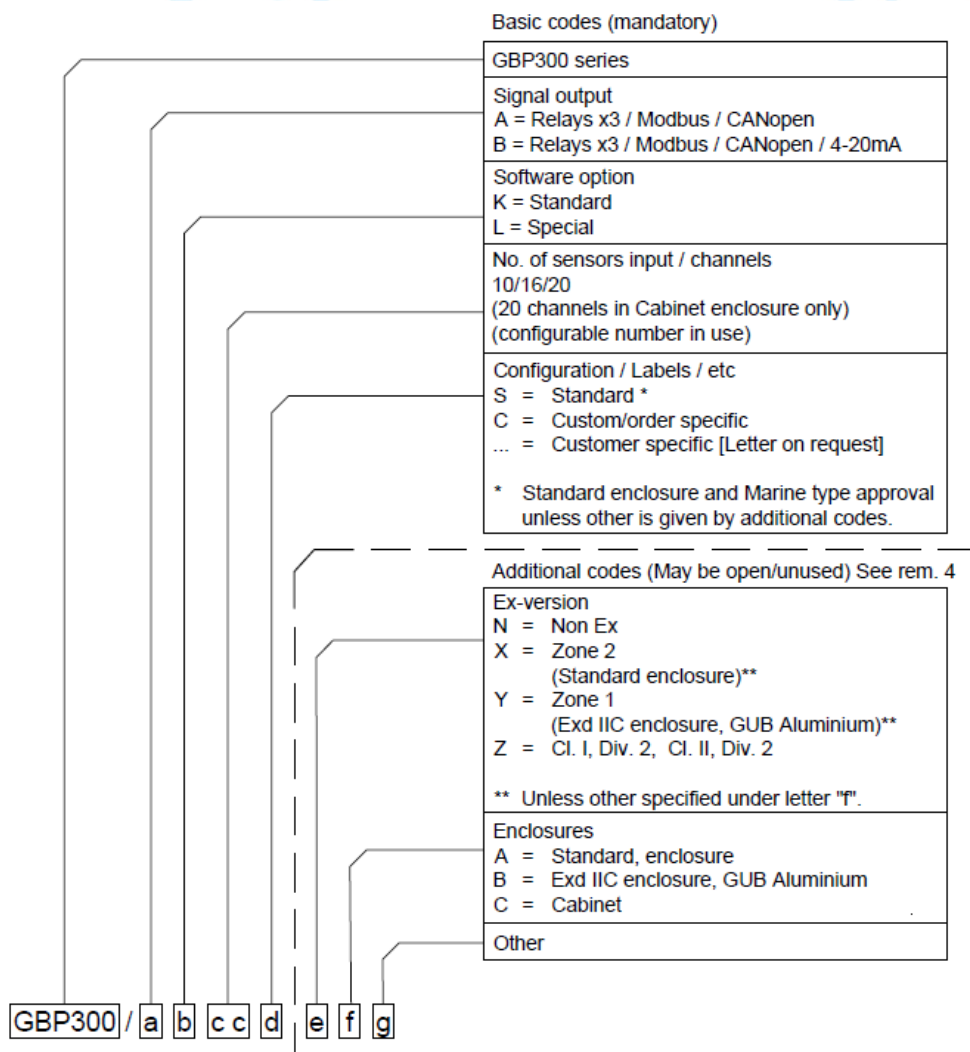 Basic codes (mandatory)
GBP300 series
Signal output
A = Relays x3 / Modbus / CANopen
B = Relays x3 / Modbus / CANopen / 4-20mA
Software option
K = Standard
L = Special
No. of sensors input / channels
10/16/20
(20 channels in Cabinet enclosure only)
(configurable number in use)
Configuration / Labels / etc
S = Standard *
C = Custom/order specific
... = Customer specific [Letter on request]
* Standard enclosure and Marine type approval
unless other is given by additional codes.
Additional codes (May be open/unused) See rem. 4
Ex-version
N = Non Ex
X = Zone 2
(Standard enclosure)**
Y = Zone 1
(Exd IIC enclosure, GUB Aluminium)**
Z = Cl. I, Div. 2, Cl. II, Div. 2
** Unless other specified under letter "f".
Enclosures
A = Standard, enclosure
B = Exd IIC enclosure, GUB Aluminium
C = Cabinet
Other
GBP300 / a b c c d e f g